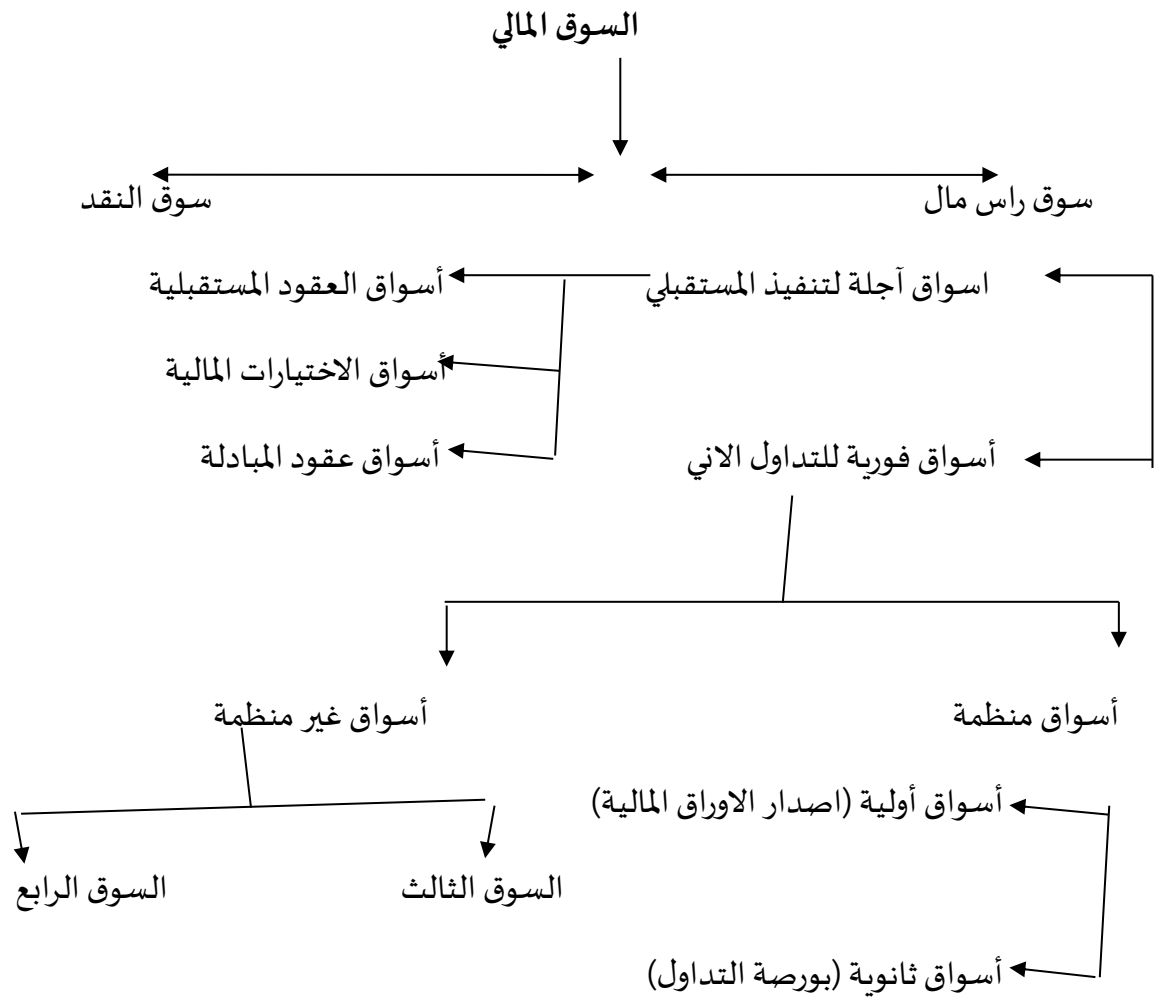 السوق المالي
سوق راس مال
سوق النقد
اسواق آجلة لتنفيذ المستقبلي
أسواق العقود المستقبلية
أسواق الاختيارات المالية
أسواق فورية للتداول الاني
أسواق عقود المبادلة
أسواق منظمة
أسواق غير منظمة
أسواق أولية (اصدار الاوراق المالية)
السوق الثالث
السوق الرابع
أسواق ثانوية (بورصة التداول)